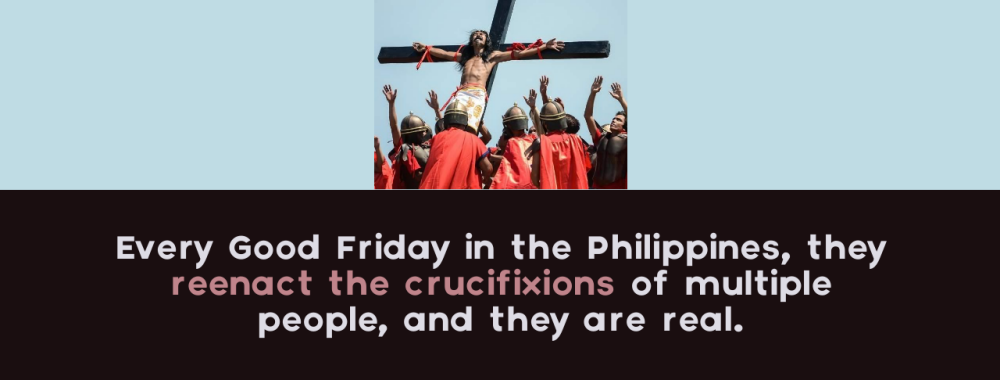 Every Good Friday in the Philippines, they
reenact the crucifixions of multiple
people, and they are real.